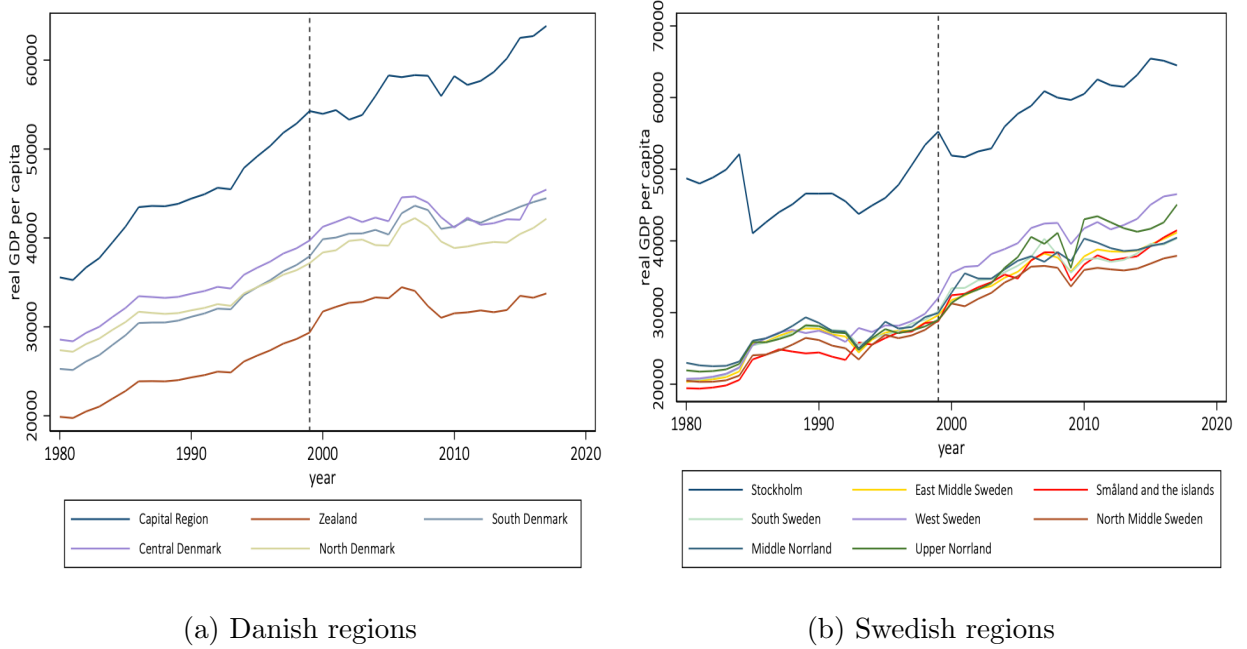 real GDP per capita
60000
50000
40000
30000
20000
1980
1990
2000
2010
2020
year
Capital Region
Zealand
South Denmark
Central Denmark
North Denmark
(a) Danish regions
real GDP per capita
70000
60000
50000
40000
30000
20000
1980
1990
2000
2010
2020
year
Stockholm
East Middle Sweden
Småland and the islands
South Sweden
West Sweden
North Middle Sweden
Middle Norrland
Upper Norrland
(b) Swedish regions